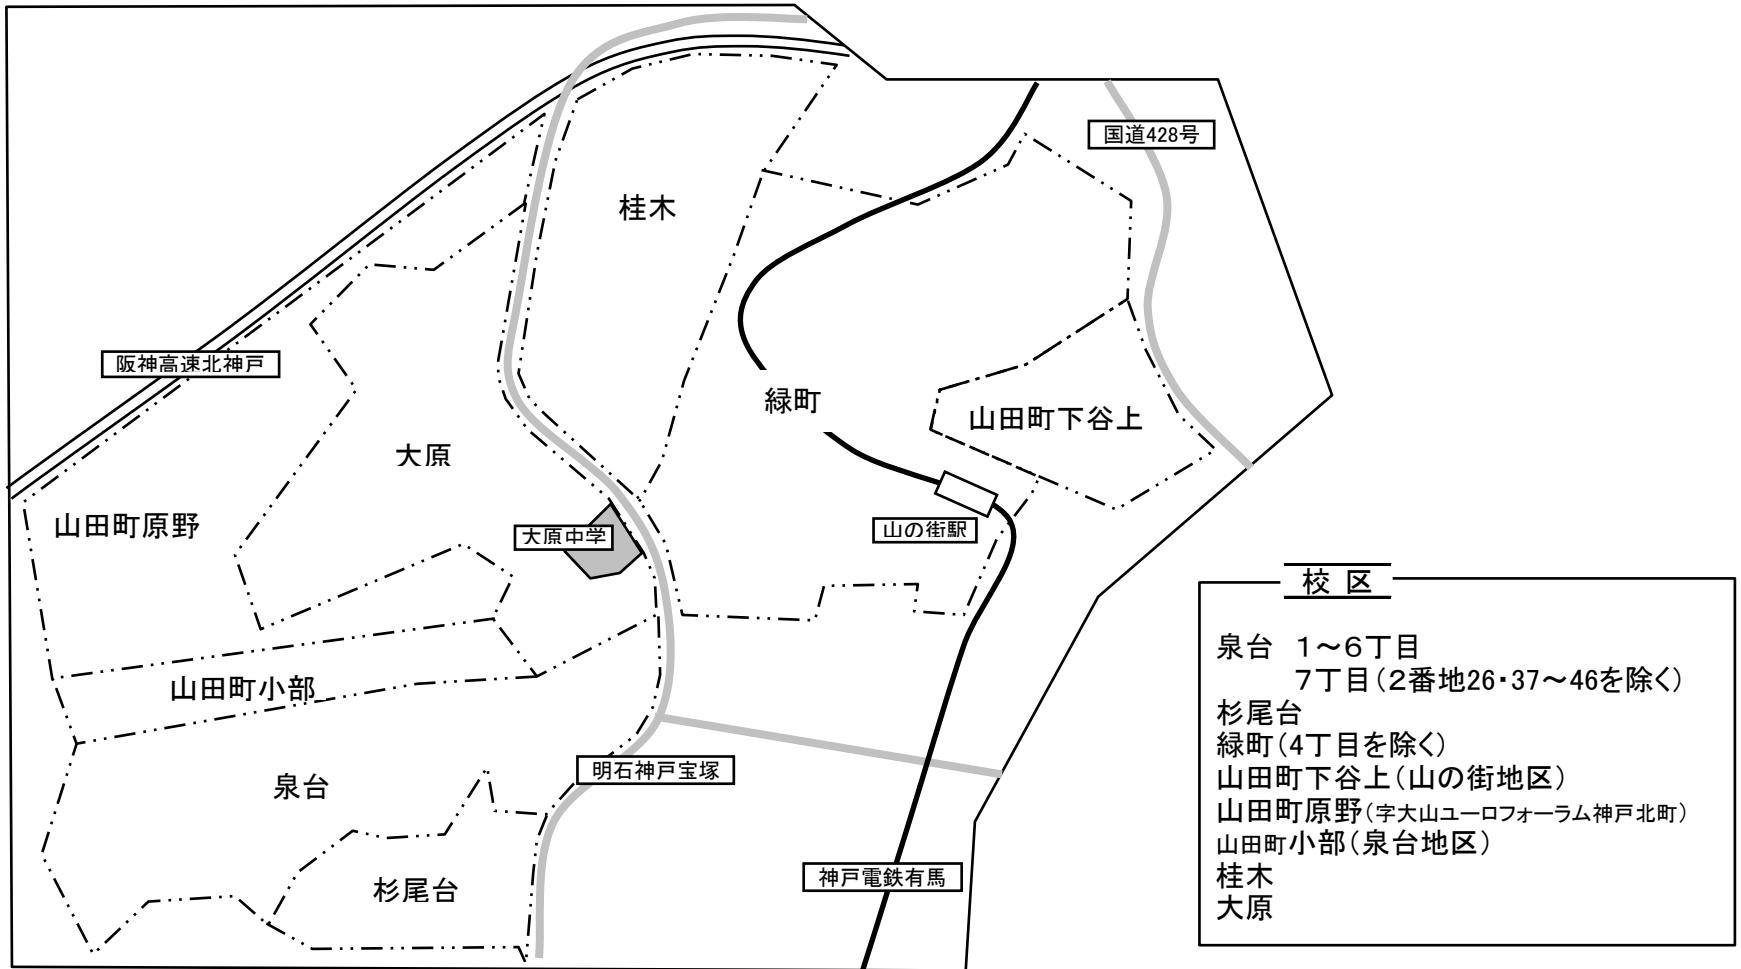 国道428号
桂木
阪神高速北神戸
緑町
山田町下谷上
大原
山田町原野
大原中学
山の街駅
山田町小部
明石神戸宝塚
泉台
杉尾台
神戸電鉄有馬
校 区
泉台 1～6丁目
7丁目（2番地26・37～46を除く）
杉尾台
緑町（4丁目を除く）
山田町下谷上（山の街地区）
山田町原野（字大山ユーロフォーラム神戸北町）
山田町小部（泉台地区）
桂木
大原